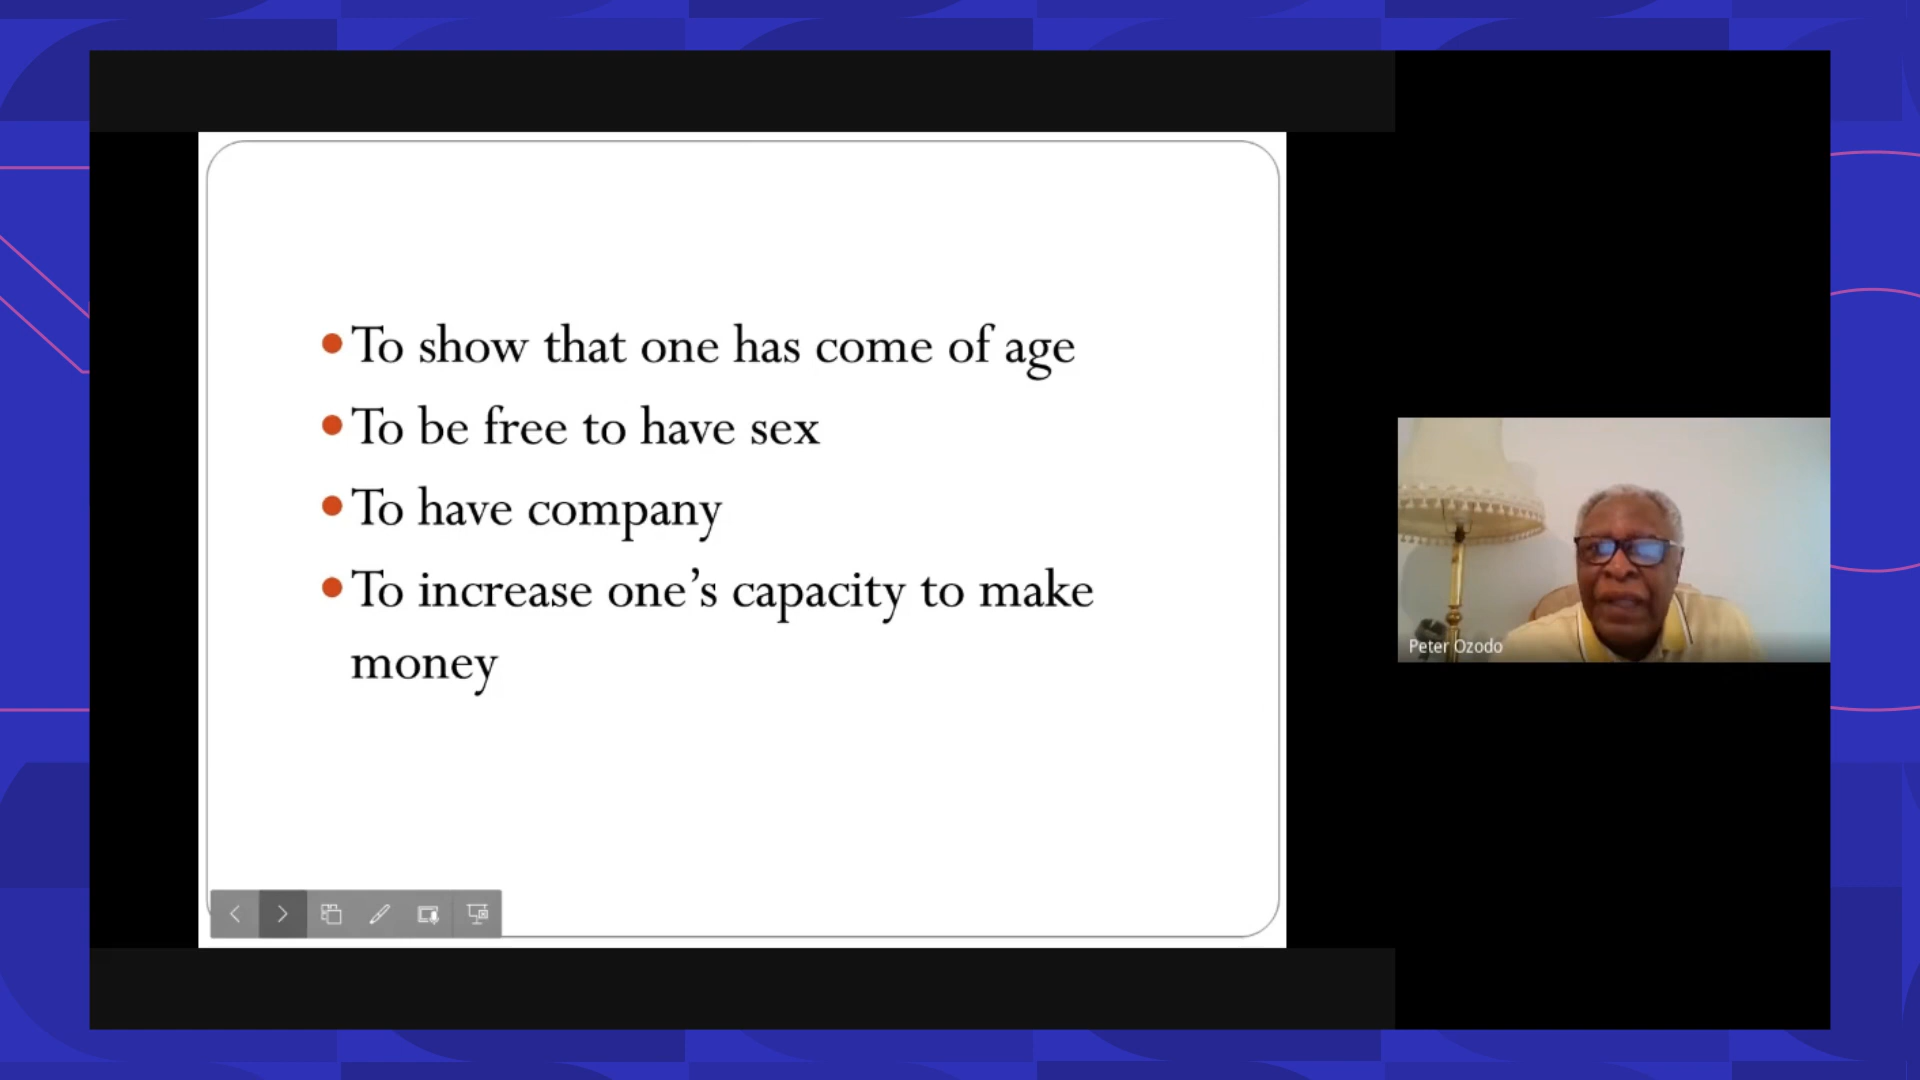 •To show that one has come of age
•To be free to have sex
•To have company
•To increase one’s capacity to make
money
Peter Ozodo